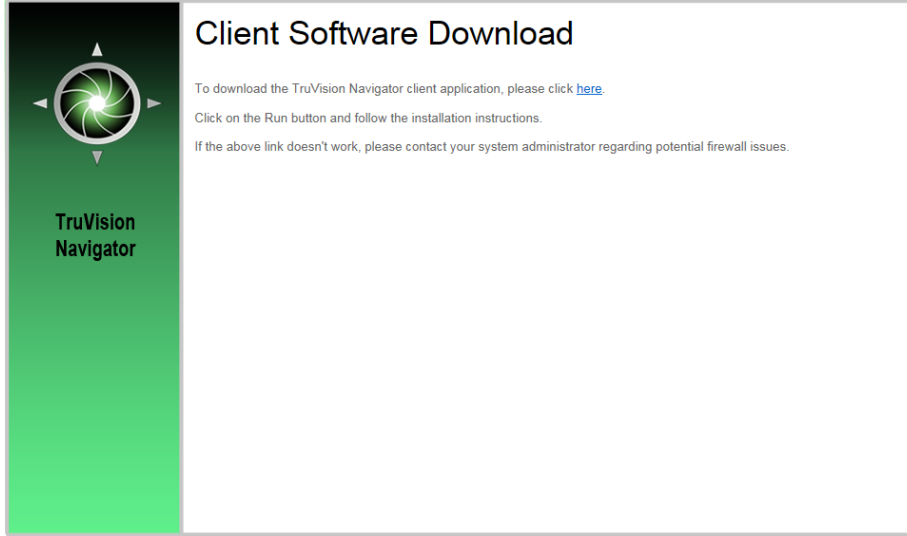 Client Software Download
To download the TruVision Navigator client application, please click here.
Click on the Run button and follow the installation instructions.
If the above link doesn't work, please contact your system administrator regarding potential firewall issues.
TruVision
Navigator